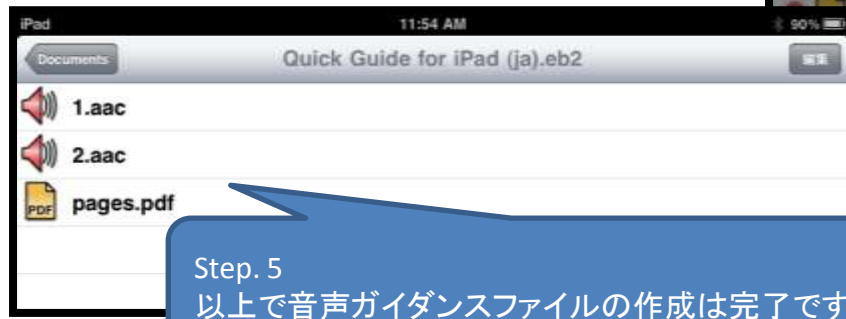 iPad 11:54 AM 90%
Documents Quick Guide for iPad (ja).eb2 編集
1.aac
2.aac
PDF pages.pdf
Step. 5
以上で音声ガイダンスファイルの作成は完了です